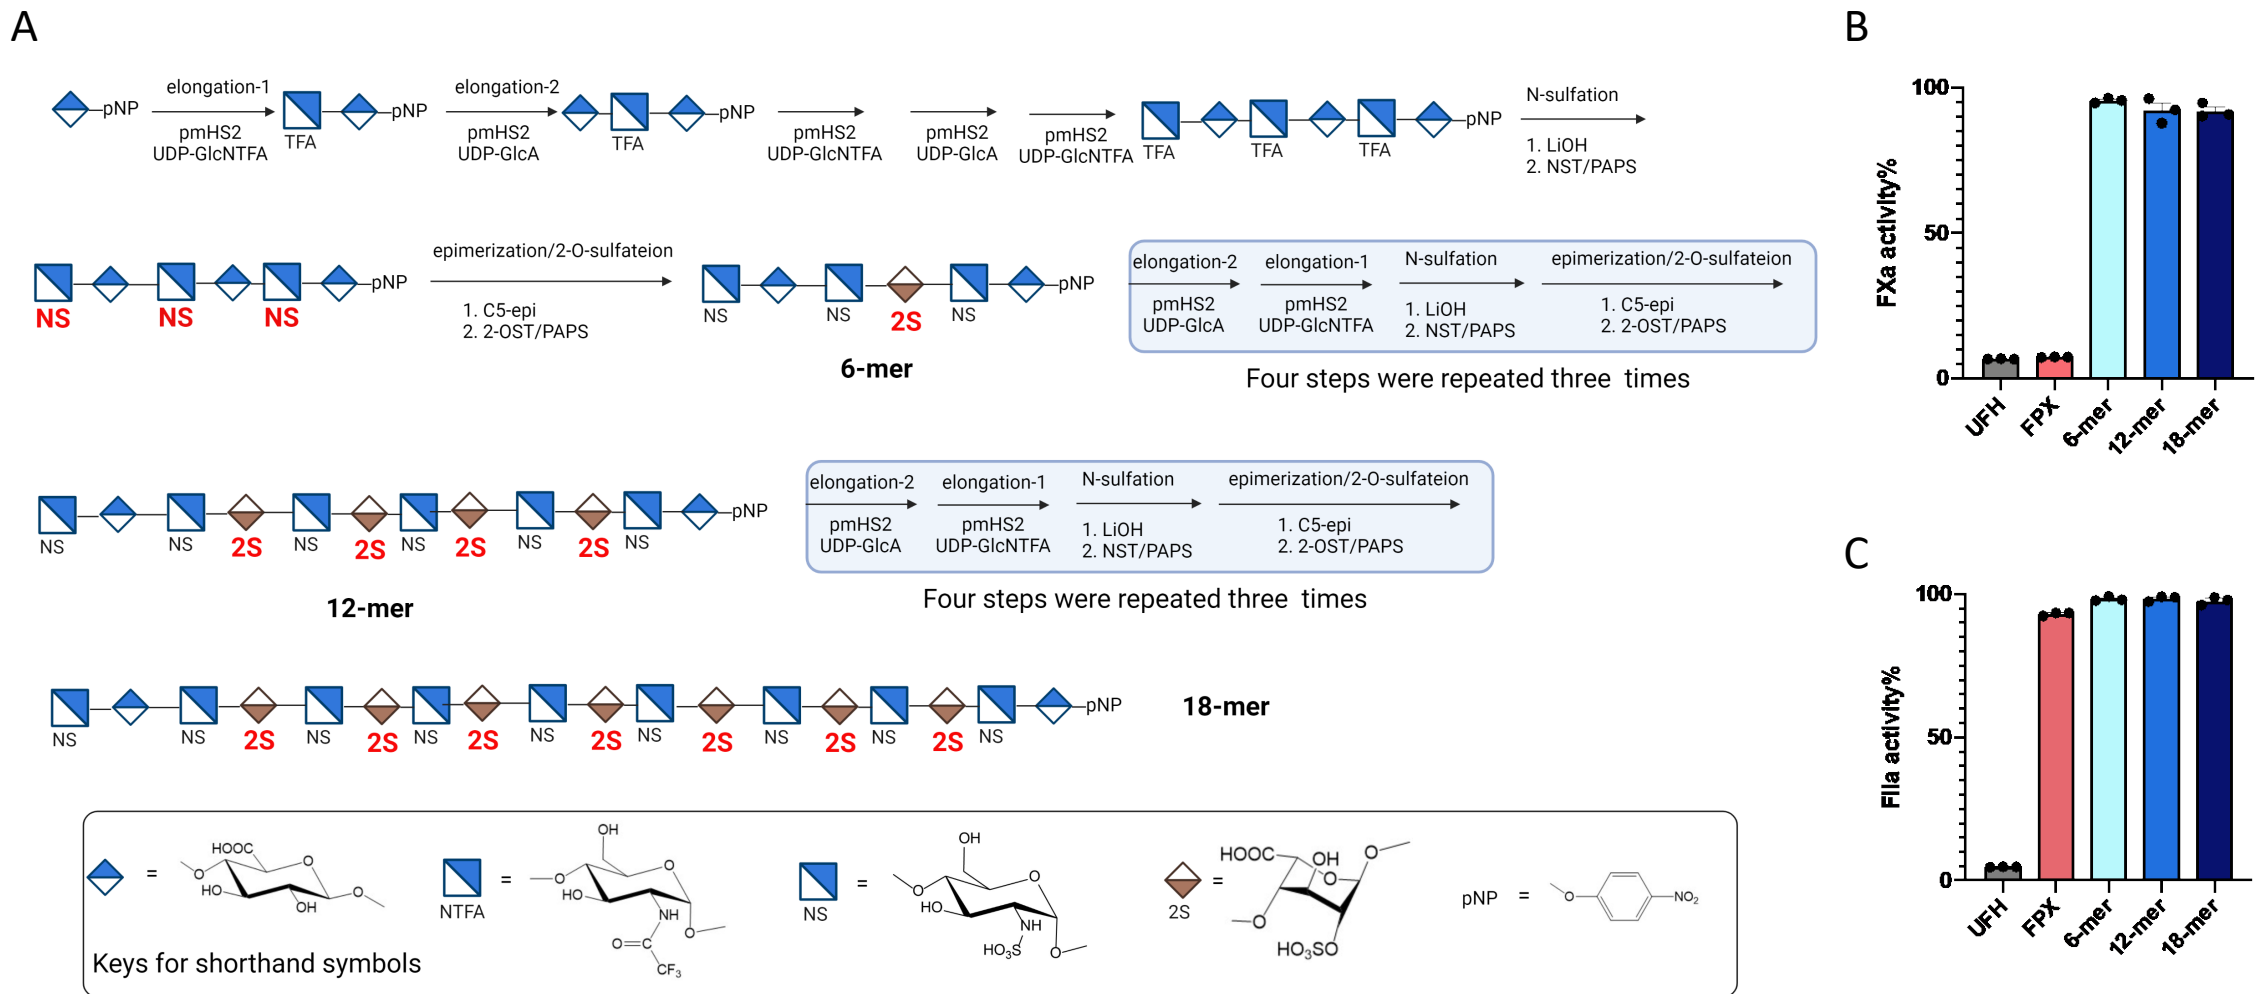 A
elongation-1
elongation-2
N-sulfation
pNP
pNP
pNP
pNP
TFA
TFA
TFA
TFA
TFA
pmHS2
UDP-GlcNTFA
pmHS2
UDP-GlcA
pmHS2
UDP-GlcNTFA
pmHS2
UDP-GlcA
pmHS2
UDP-GlcNTFA
1. LiOH
2. NST/PAPS
pNP
NS
NS
NS
epimerization/2-O-sulfateion
1. C5-epi
2. 2-OST/PAPS
pNP
NS
NS
2S
NS
6-mer
elongation-2
pmHS2
UDP-GlcA
elongation-1
pmHS2
UDP-GlcNTFA
N-sulfation
1. LiOH
2. NST/PAPS
epimerization/2-O-sulfateion
1. C5-epi
2. 2-OST/PAPS
Four steps were repeated three times
pNP
NS
NS
2S
NS
2S
NS
2S
NS
2S
NS
12-mer
elongation-2
pmHS2
UDP-GlcA
elongation-1
pmHS2
UDP-GlcNTFA
N-sulfation
1. LiOH
2. NST/PAPS
epimerization/2-O-sulfateion
1. C5-epi
2. 2-OST/PAPS
Four steps were repeated three times
pNP
NS
NS
2S
NS
2S
NS
2S
NS
2S
NS
2S
NS
2S
NS
2S
NS
18-mer
=
HOOC
O
O
HO
OH
O
NTFA
=
OH
O
O
HO
NH
O
O
CF3
NS
=
OH
O
O
HO
NH
HO3S
O
2S
=
HOOC
OH
O
O
O
HO3SO
pNP
=
O
NO2
Keys for shorthand symbols
B
FXa activity%
100
50
0
UFH
FPX
6-mer
12-mer
18-mer
C
FIIa activity%
100
50
0
UFH
FPX
6-mer
12-mer
18-mer